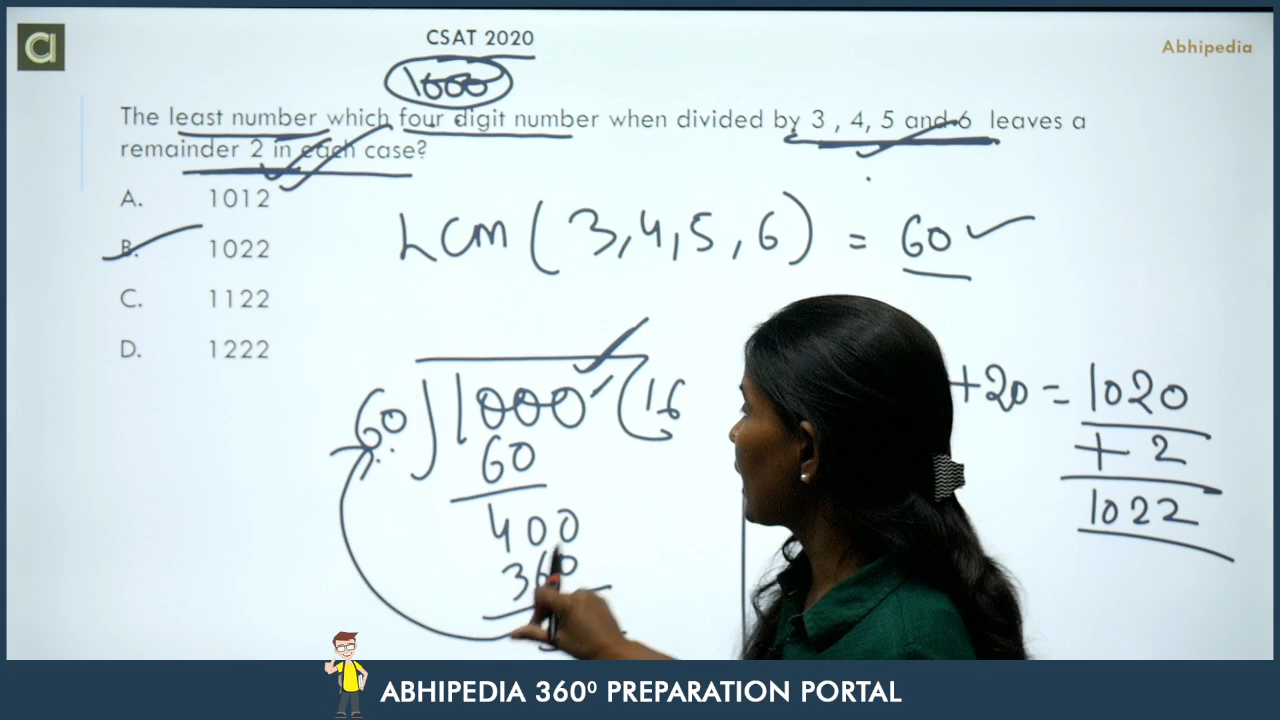 CSAT 2020
Abhipedia
1000
The least number which four digit number when divided by 3 , 4, 5 and 6 leaves a
remainder 2 in each case?
A. 1012
B. 1022
C. 1122
D. 1222
LCM ( 3,4,5,6 ) = 60
60 ) 1000 ( 16
60
400
360
+20 = 1020
+ 2
1022
ABHIPEDIA 360⁰ PREPARATION PORTAL